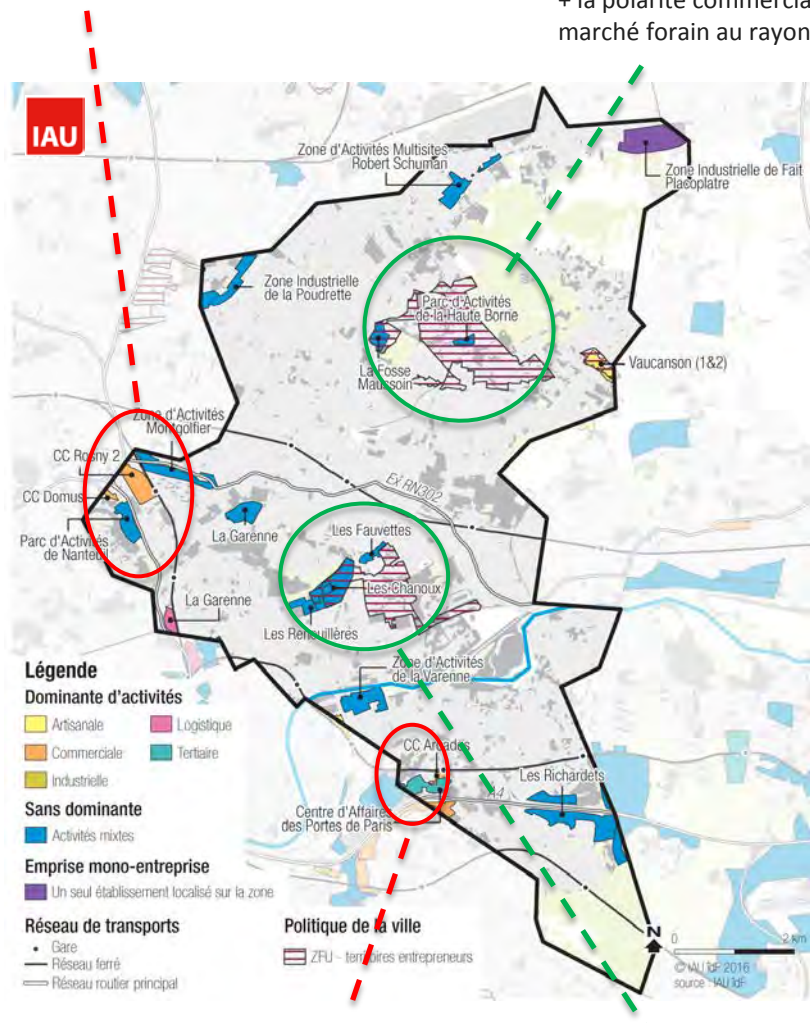 + la polarité commercia
marché forain au rayon
IAU
Zone d'Activités Multisites
Robert Schuman
Zone Industrielle de Fait
Placoplatre
Zone Industrielle
de la Poudrette
Parc d'Activités
de la Haute Borne
La Fosse
Maussoin
Vaucanson (1&2)
Zone d'Activités
Montgolfier
CC Rosny 2
CC Domus
Parc d'Activités
de Nanteuil
Ex RN302
La Garenne
Les Fauvettes
Les Chanoux
La Garenne
Les Renouillères
Zone d'Activités
de la Varenne
CC Arcades
Les Richardets
A4
Centre d'Affaires
des Portes de Paris
Légende
Dominante d'activités
Artisanale
Logistique
Commerciale
Tertiaire
Industrielle
Sans dominante
Activités mixtes
Emprise mono-entreprise
Un seul établissement localisé sur la zone
Réseau de transports
Gare
Réseau ferré
Réseau routier principal
Politique de la ville
ZFU - territoires entrepreneurs
N
0 2 km
© IAU îdF 2016
source : IAU îdF